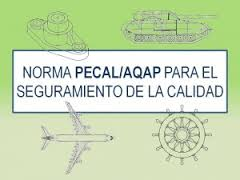 NORMA PECAL/AQAP PARA EL
SEGURAMIENTO DE LA CALIDAD